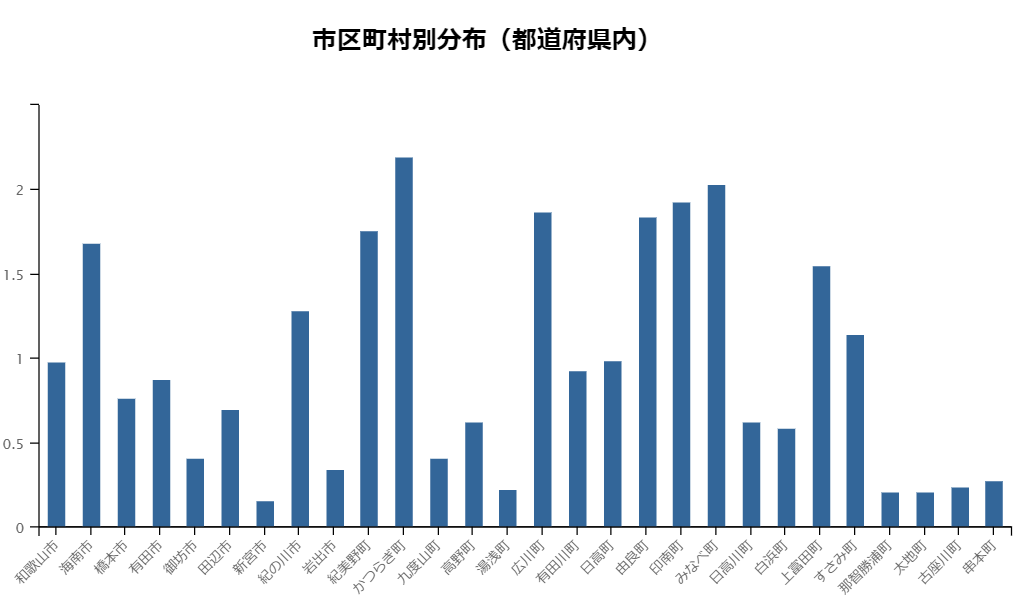 市区町村別分布（都道府県内）
2
1.5
1
0.5
0
和歌山市
海南市
橋本市
有田市
御坊市
田辺市
新宮市
紀の川市
岩出市
紀美野町
かつらぎ町
九度山町
高野町
湯浅町
広川町
有田川町
日高町
由良町
印南町
みなべ町
日高川町
白浜町
上富田町
すさみ町
那智勝浦町
太地町
古座川町
串本町